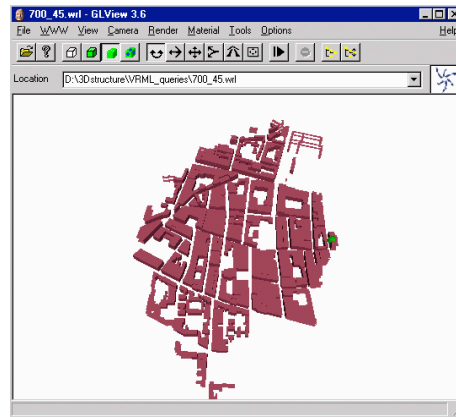 700_45.wrl - GLView 3.6
File WWW View Camera Render Material Tools Options Help
Location D:\3Dstructure\VRML_queries\700_45.wrl